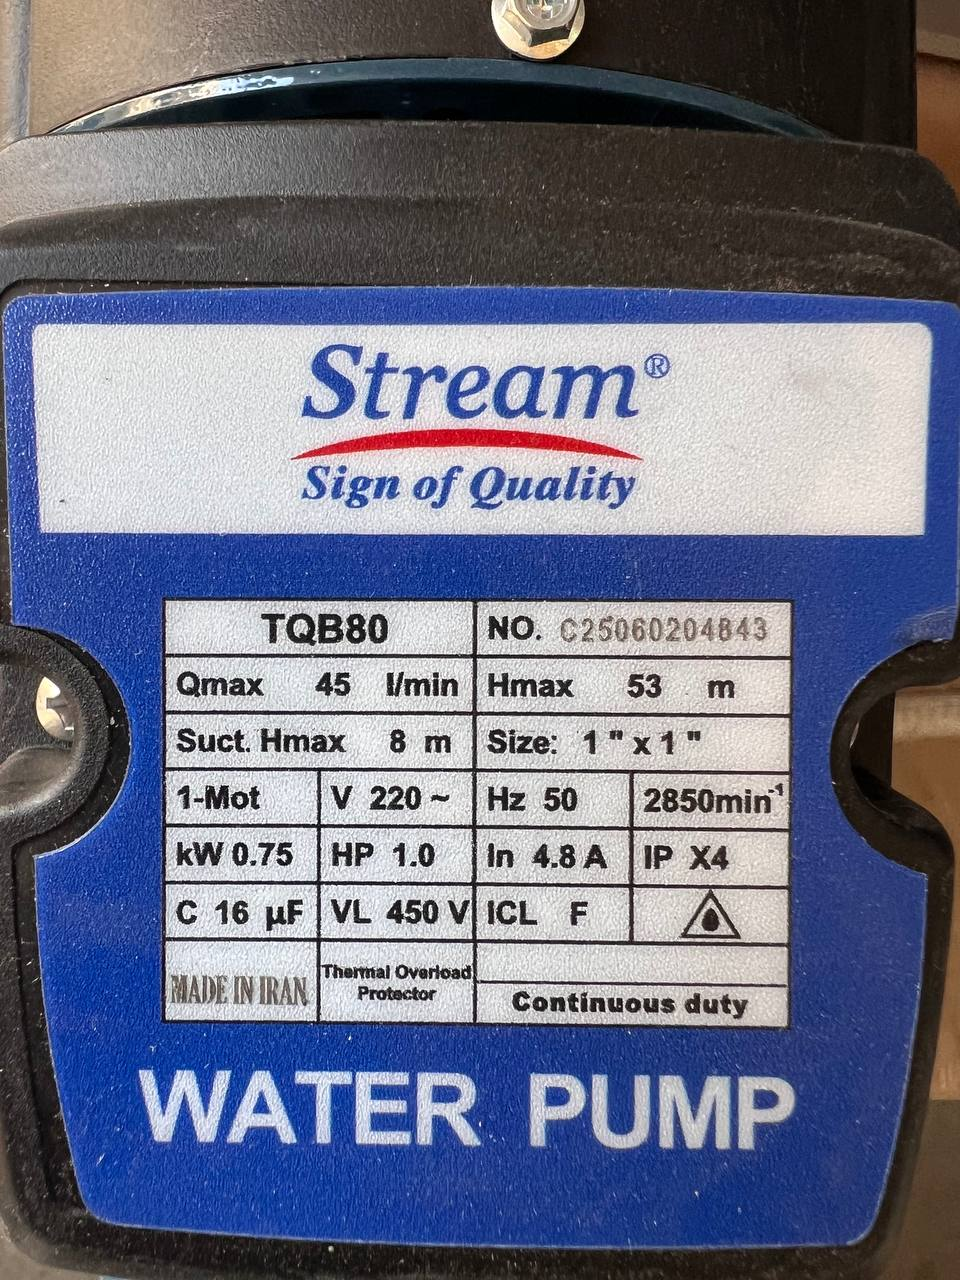 Stream®
Sign of Quality
TQB80 NO. C25060204843
Qmax 45 l/min Hmax 53 m
Suct. Hmax 8 m Size: 1" x 1"
1-Mot V 220 ~ Hz 50 2850min⁻¹
kW 0.75 HP 1.0 In 4.8 A IP X4
C 16 µF VL 450 V ICL F
MADE IN IRAN Thermal Overload
Protector
Continuous duty
WATER PUMP